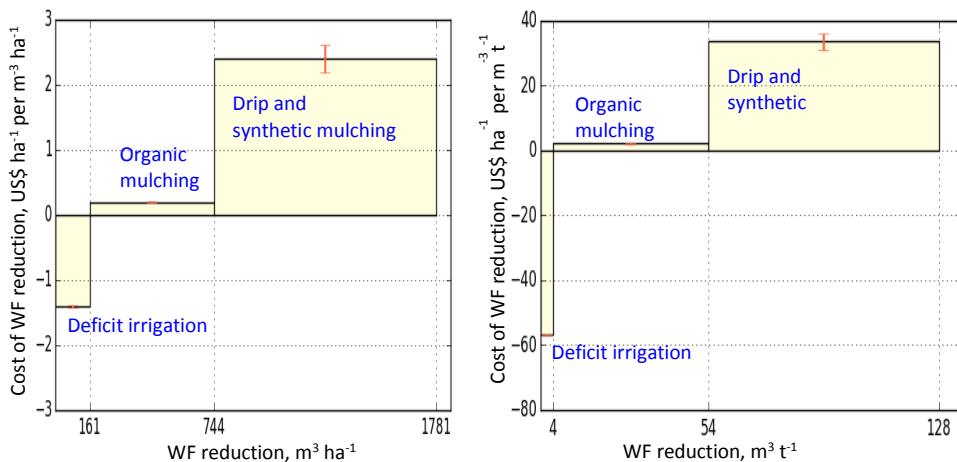 Cost of WF reduction, US$ ha⁻¹ per m⁻³ ha⁻¹
3
2
1
0
−1
−2
−3
Drip and
synthetic mulching
Organic
mulching
Deficit irrigation
161
744
1781
WF reduction, m³ ha⁻¹
Cost of WF reduction, US$ ha⁻¹ per m⁻³ ⁻¹ t
40
20
0
−20
−40
−60
−80
Drip and
synthetic
Organic
mulching
Deficit irrigation
4
54
128
WF reduction, m³ t⁻¹